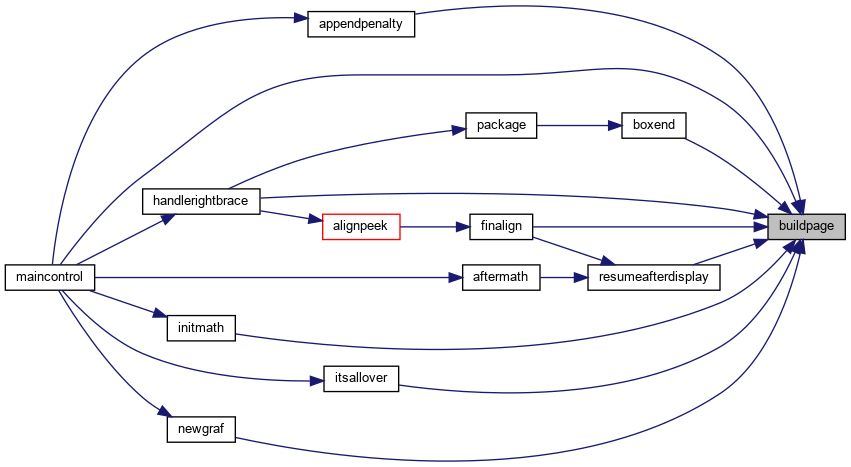 appendpenalty
package
boxend
handlerightbrace
alignpeek
finalign
buildpage
maincontrol
aftermath
resumeafterdisplay
initmath
itsallover
newgraf